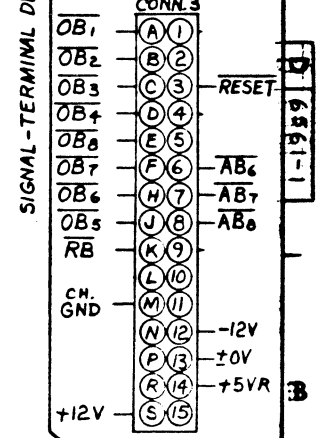 CONN.3
SIGNAL-TERMINAL
OB1 A 1
OB2 B 2
OB3 C 3 RESET
OB4 D 4
OB8 E 5
OB7 F 6 AB6
OB6 H 7 AB7
OB5 J 8 AB8
RB K 9
L 10
CH. GND M 11
N 12 -12V
P 13 ±0V
R 14 +5VR
+12V S 15
D
6561-1
B